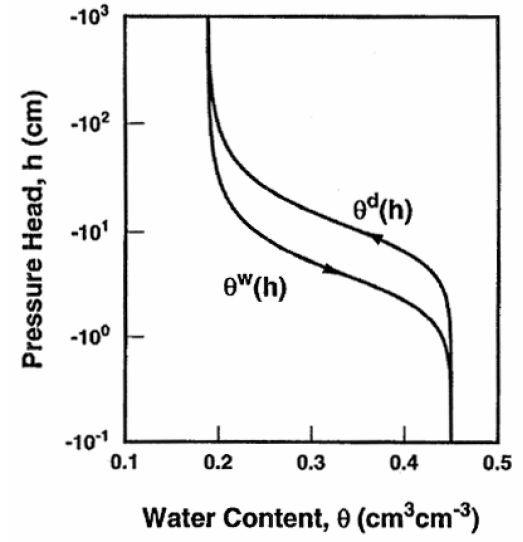 -10³
-10²
-10¹
-10⁰
-10⁻¹
Pressure Head, h (cm)
θᵈ(h)
θʷ(h)
0.1 0.2 0.3 0.4 0.5
Water Content, θ (cm³cm⁻³)